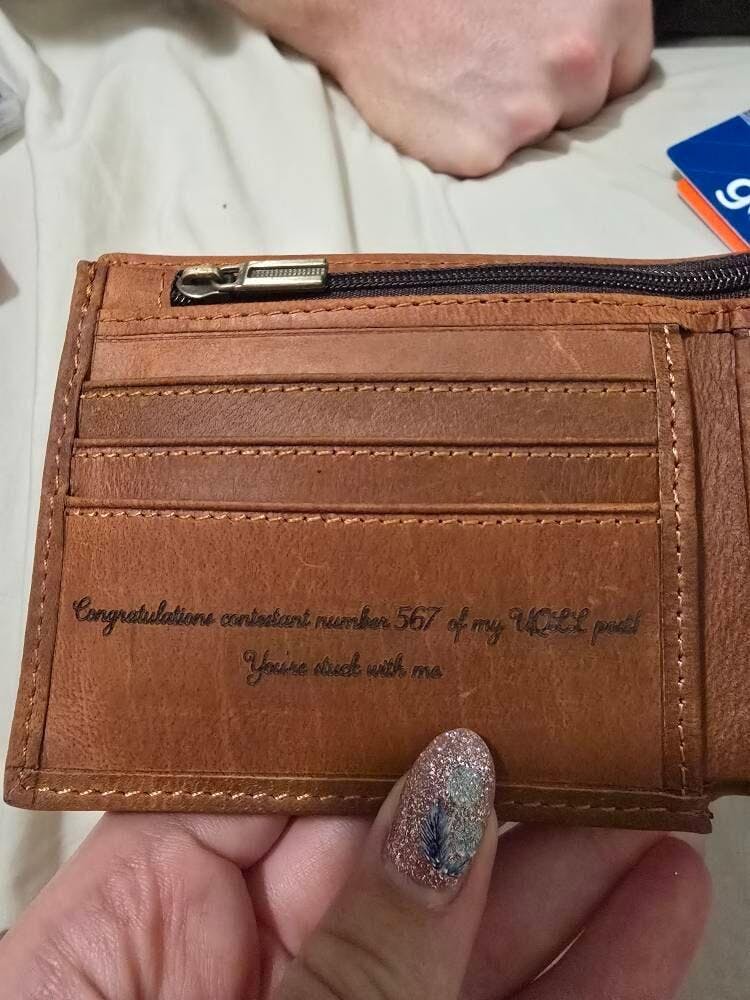 Congratulations contestant number 567 of my post!
You're stuck with me